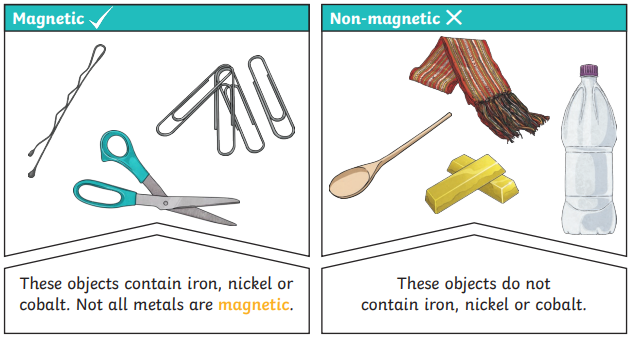 Magnetic
Non-magnetic
These objects contain iron, nickel or
cobalt. Not all metals are magnetic.
These objects do not
contain iron, nickel or cobalt.